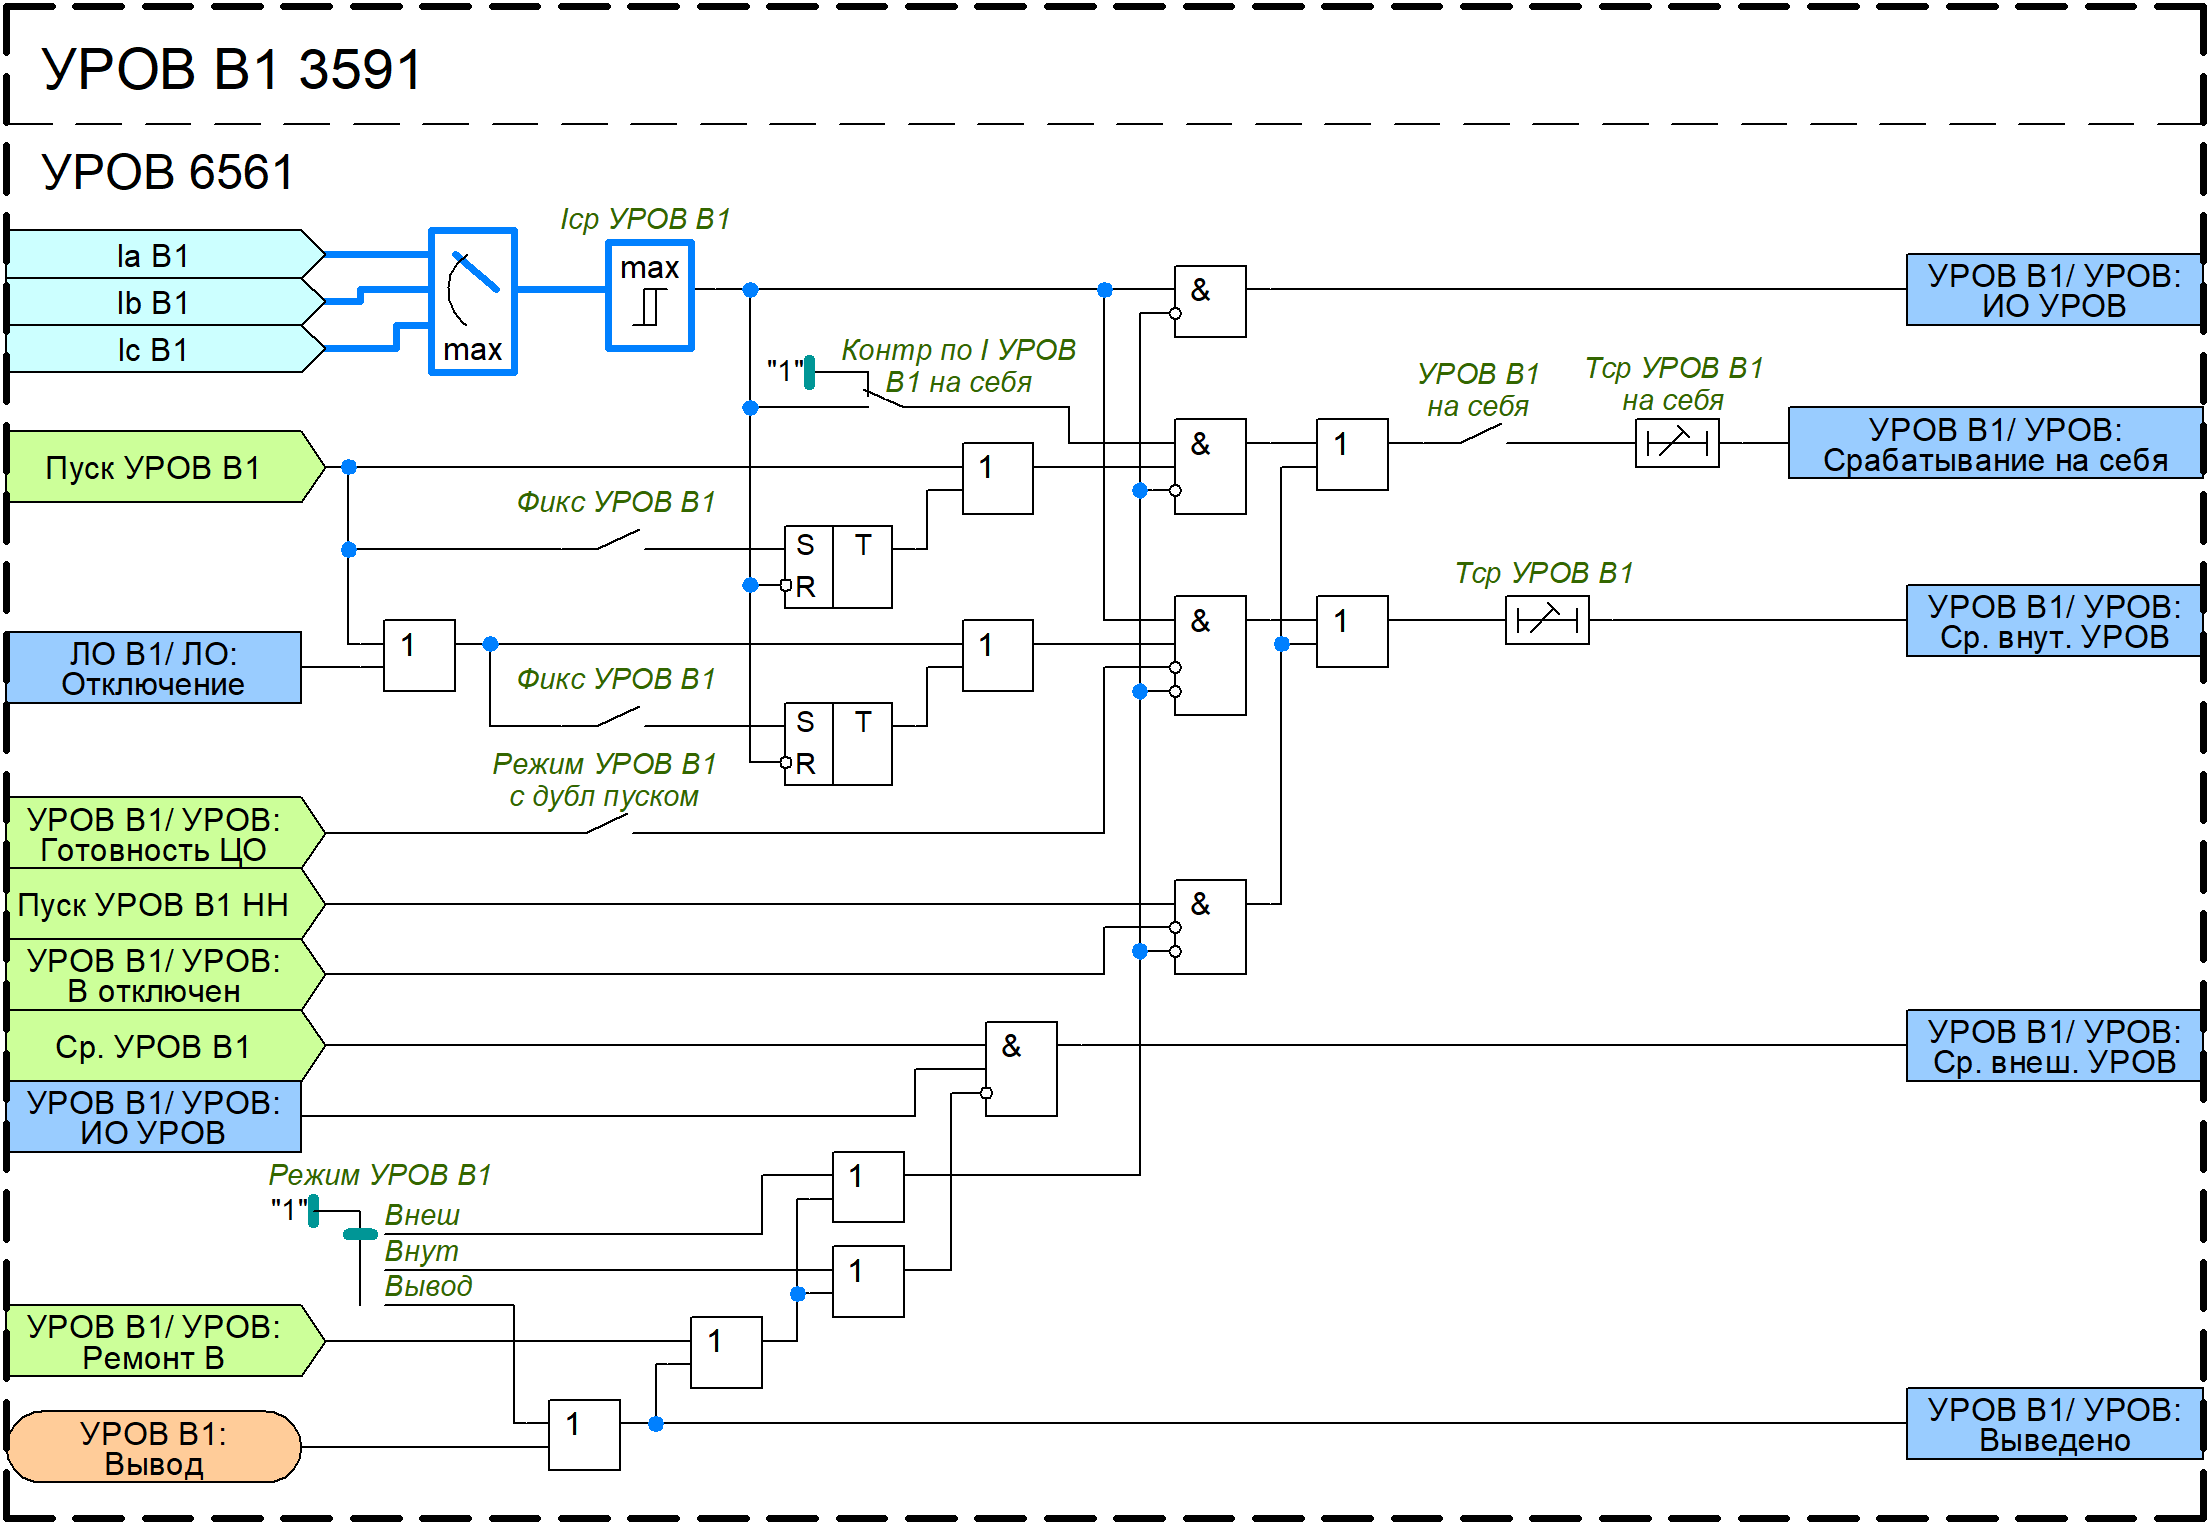 УРОВ В1 3591
УРОВ 6561
Iср УРОВ В1
Ia В1
Ib В1
Ic В1
max
max
&
УРОВ В1/ УРОВ:
ИО УРОВ
"1"
Контр по I УРОВ
В1 на себя
УРОВ В1
на себя
Тср УРОВ В1
на себя
Пуск УРОВ В1
1
&
1
УРОВ В1/ УРОВ:
Срабатывание на себя
Фикс УРОВ В1
S
T
R
Тср УРОВ В1
ЛО В1/ ЛО:
Отключение
1
1
&
1
УРОВ В1/ УРОВ:
Ср. внут. УРОВ
Фикс УРОВ В1
S
T
R
Режим УРОВ В1
с дубл пуском
УРОВ В1/ УРОВ:
Готовность ЦО
Пуск УРОВ В1 НН
&
УРОВ В1/ УРОВ:
В отключен
Ср. УРОВ В1
&
УРОВ В1/ УРОВ:
Ср. внеш. УРОВ
УРОВ В1/ УРОВ:
ИО УРОВ
Режим УРОВ В1
"1"
Внеш
Внут
Вывод
1
1
УРОВ В1/ УРОВ:
Ремонт В
1
УРОВ В1:
Вывод
1
УРОВ В1/ УРОВ:
Выведено